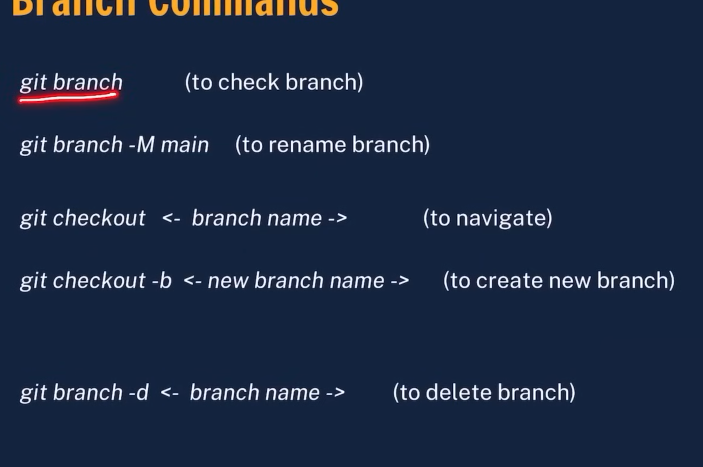 Branch Commands
git branch (to check branch)
git branch -M main (to rename branch)
git checkout <- branch name -> (to navigate)
git checkout -b <- new branch name -> (to create new branch)
git branch -d <- branch name -> (to delete branch)